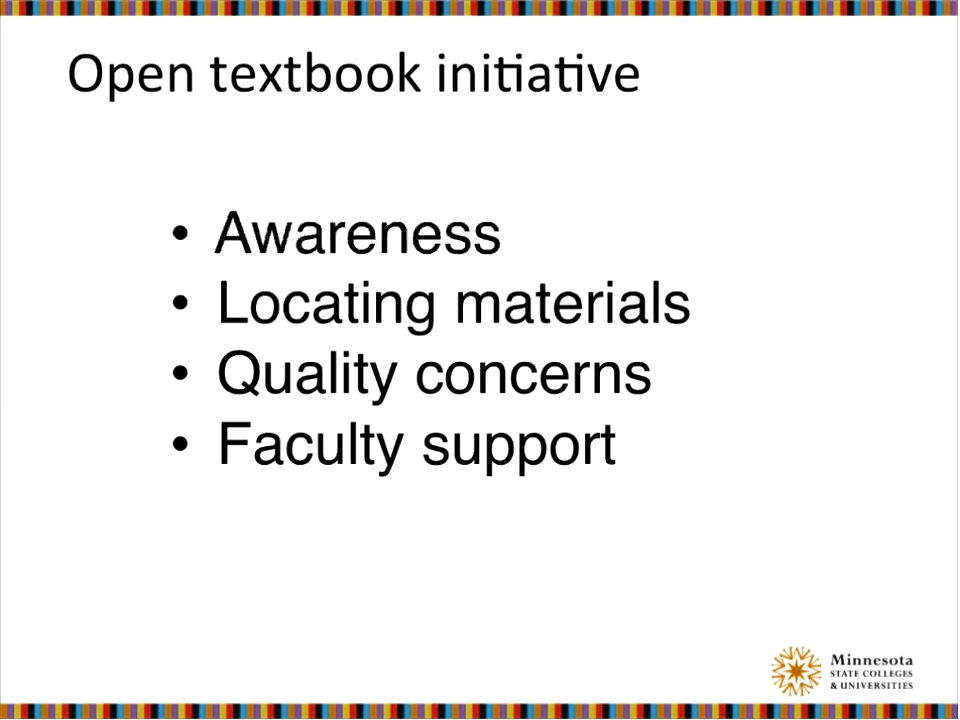 Open textbook initiative
• Awareness
• Locating materials
• Quality concerns
• Faculty support
Minnesota
STATE COLLEGES
& UNIVERSITIES